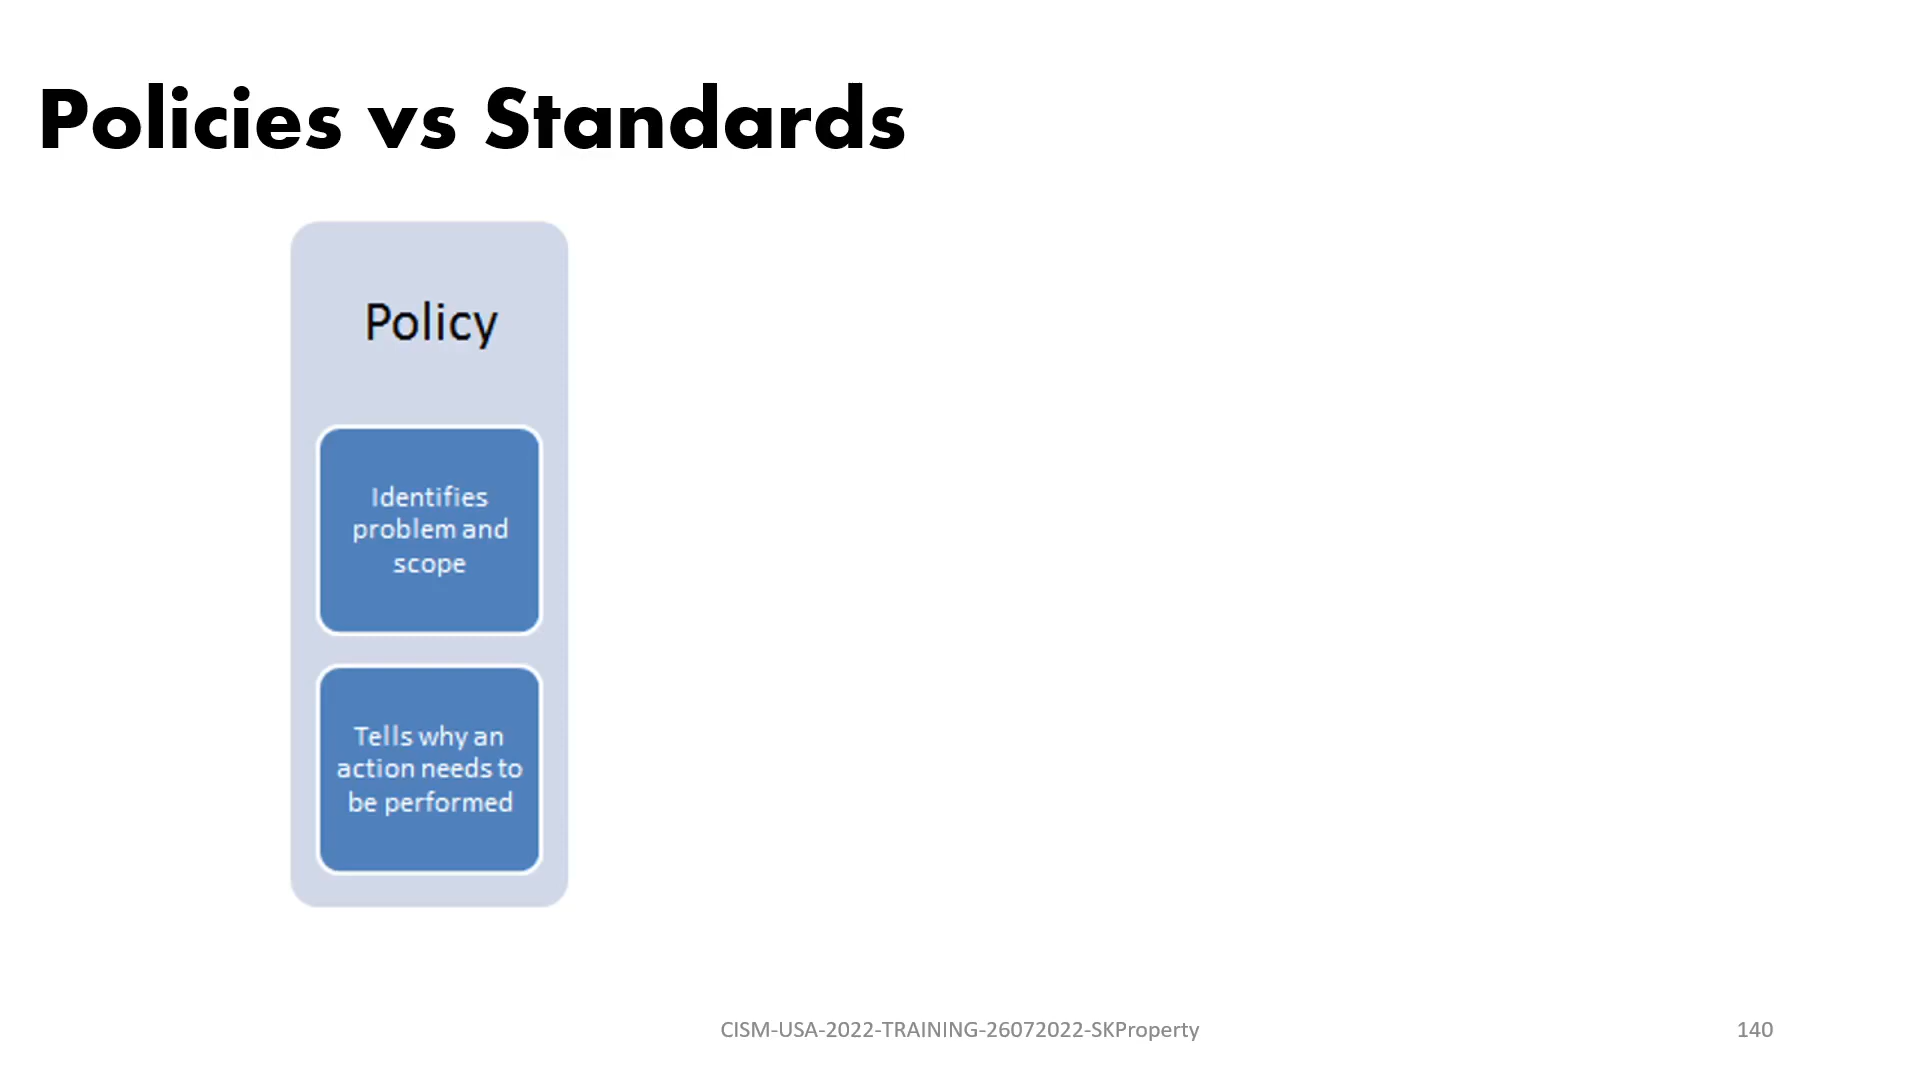 Policies vs Standards
Policy
Identifies
problem and
scope
Tells why an
action needs to
be performed
CISM-USA-2022-TRAINING-26072022-SKProperty
140